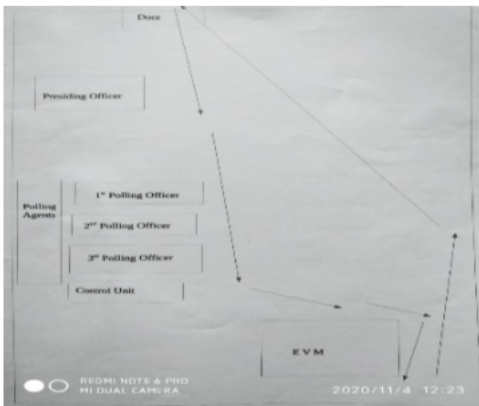 Door
Presiding Officer
Polling
Agents
1st Polling Officer
2nd Polling Officer
3rd Polling Officer
Control Unit
EVM
REDMI NOTE 6 PRO
MI DUAL CAMERA
2020/11/4 12:23